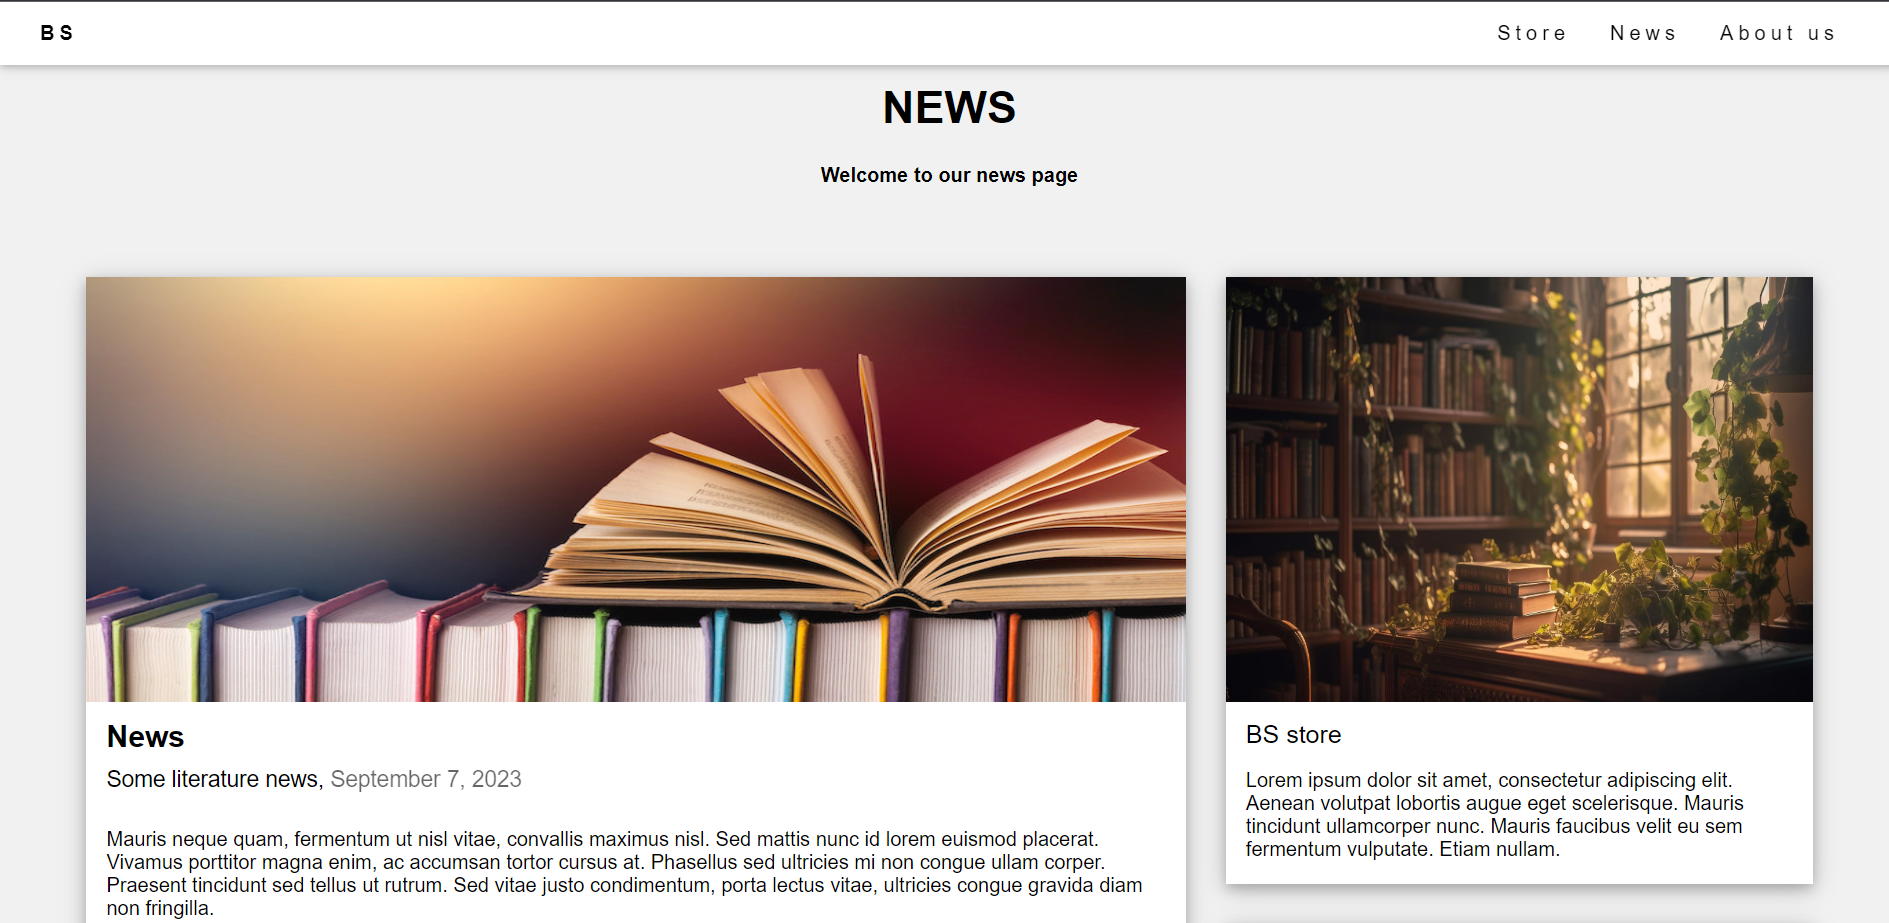 BS
Store News About us
NEWS
Welcome to our news page
News
Some literature news, September 7, 2023
Mauris neque quam, fermentum ut nisl vitae, convallis maximus nisl. Sed mattis nunc id lorem euismod placerat.
Vivamus porttitor magna enim, ac accumsan tortor cursus at. Phasellus sed ultricies mi non congue ullam corper.
Praesent tincidunt sed tellus ut rutrum. Sed vitae justo condimentum, porta lectus vitae, ultricies congue gravida diam
non fringilla.
BS store
Lorem ipsum dolor sit amet, consectetur adipiscing elit.
Aenean volutpat lobortis augue eget scelerisque. Mauris
tincidunt ullamcorper nunc. Mauris faucibus velit eu sem
fermentum vulputate. Etiam nullam.